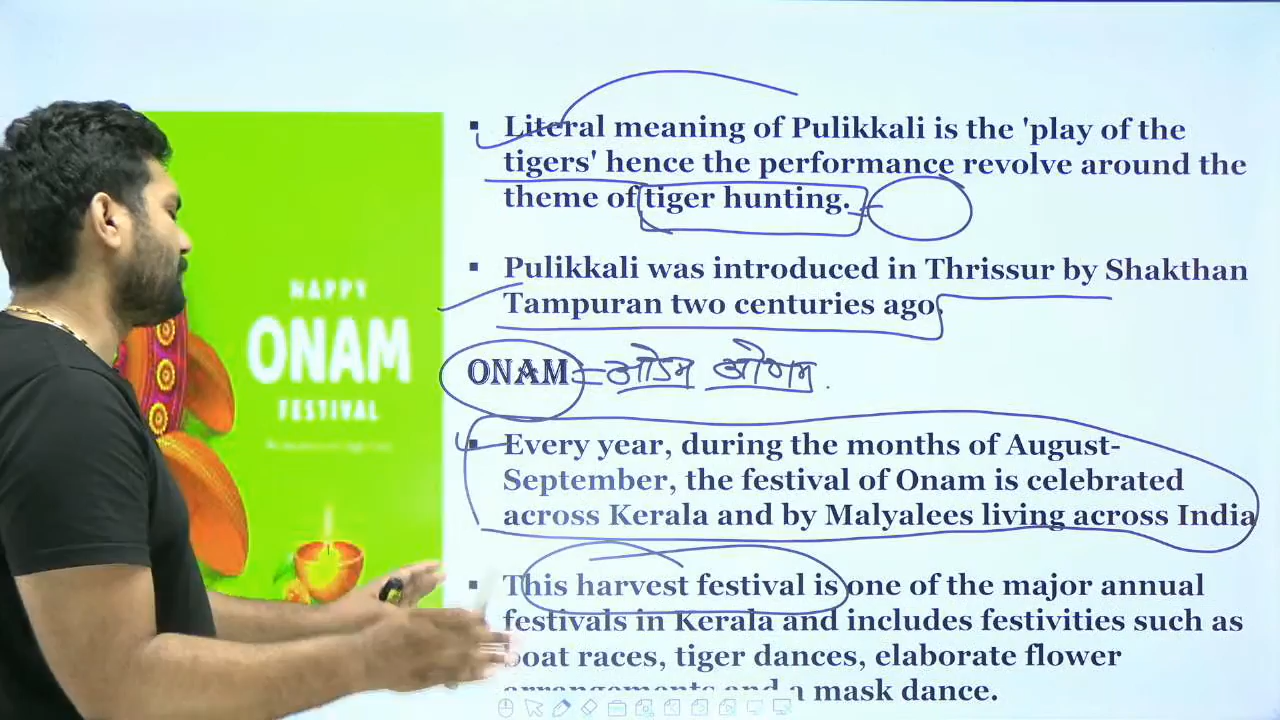 HAPPY
ONAM
FESTIVAL
▪ Literal meaning of Pulikkali is the 'play of the
tigers' hence the performance revolve around the
theme of tiger hunting.
▪ Pulikkali was introduced in Thrissur by Shakthan
Tampuran two centuries ago.
ONAM = ओडम ओणम.
▪ Every year, during the months of August-
September, the festival of Onam is celebrated
across Kerala and by Malyalees living across India
▪ This harvest festival is one of the major annual
festivals in Kerala and includes festivities such as
boat races, tiger dances, elaborate flower
arrangements and a mask dance.